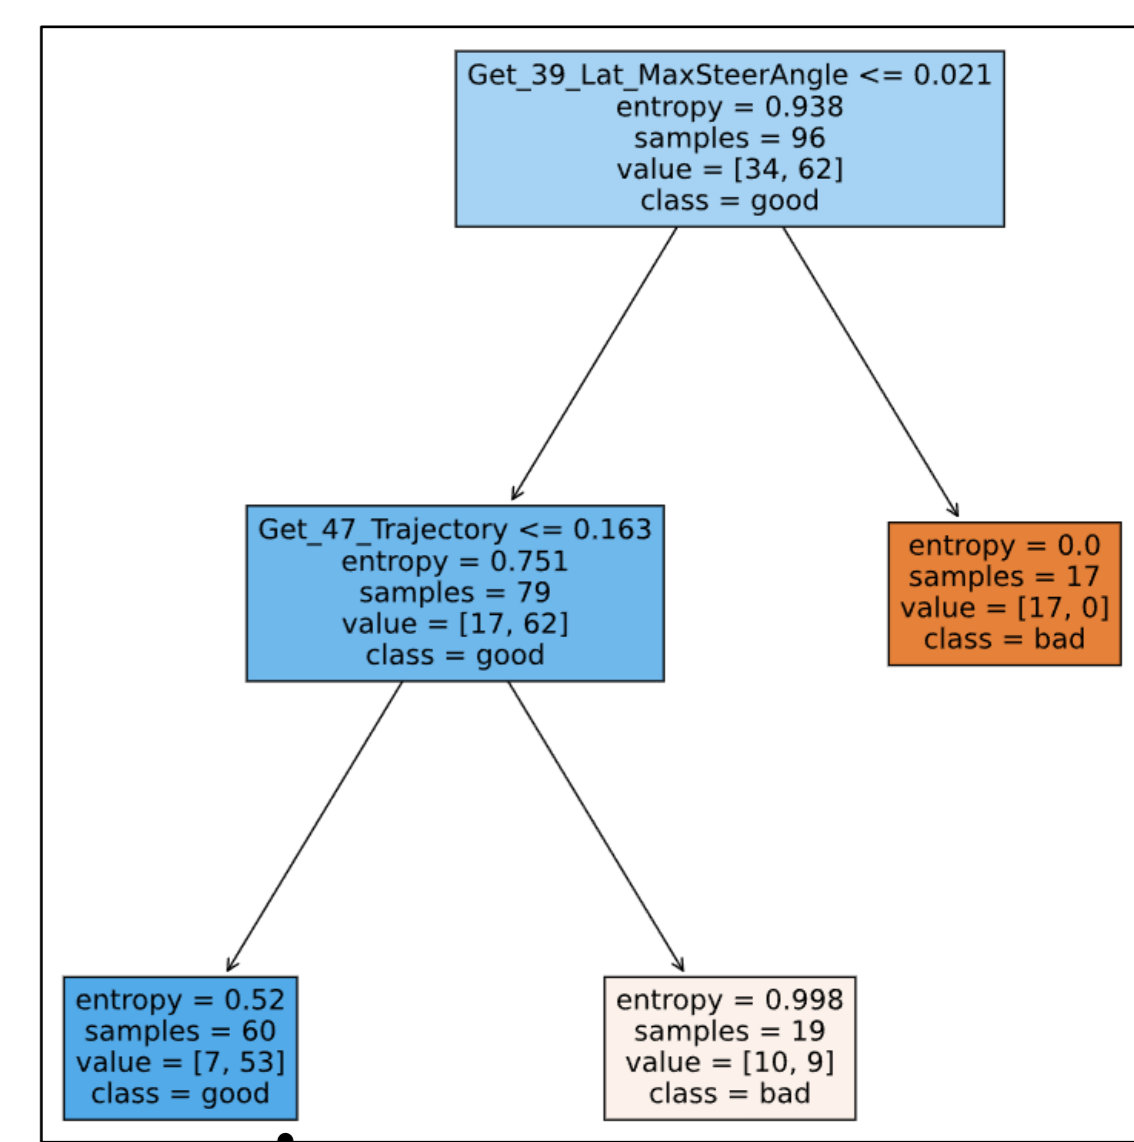 Get_39_Lat_MaxSteerAngle <= 0.021
entropy = 0.938
samples = 96
value = [34, 62]
class = good
Get_47_Trajectory <= 0.163
entropy = 0.751
samples = 79
value = [17, 62]
class = good
entropy = 0.0
samples = 17
value = [17, 0]
class = bad
entropy = 0.52
samples = 60
value = [7, 53]
class = good
entropy = 0.998
samples = 19
value = [10, 9]
class = bad